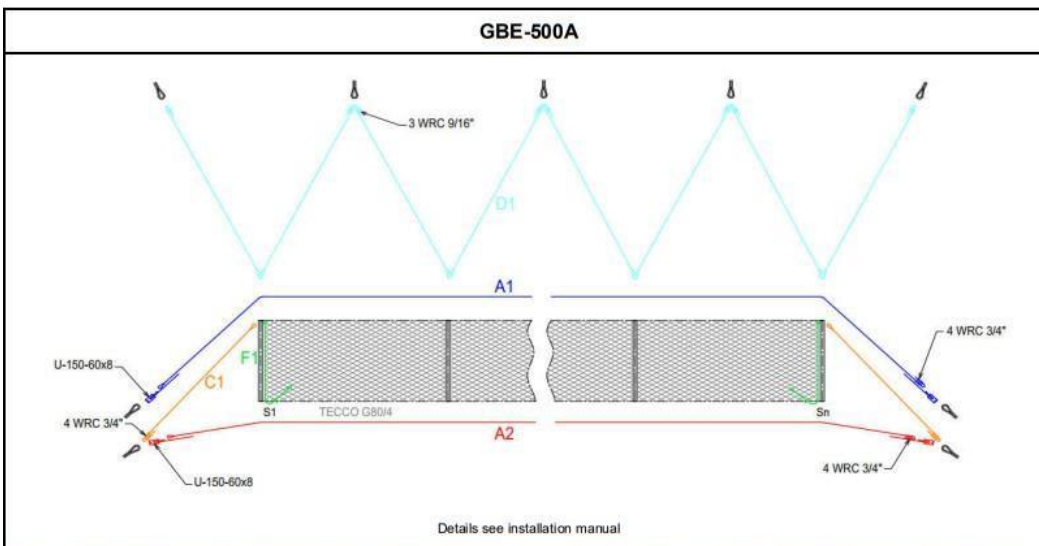 GBE-500A
3 WRC 9/16"
D1
A1
4 WRC 3/4"
U-150-60x8
F1
C1
S1
TECCO G80/4
Sn
4 WRC 3/4"
A2
4 WRC 3/4"
U-150-60x8
Details see installation manual